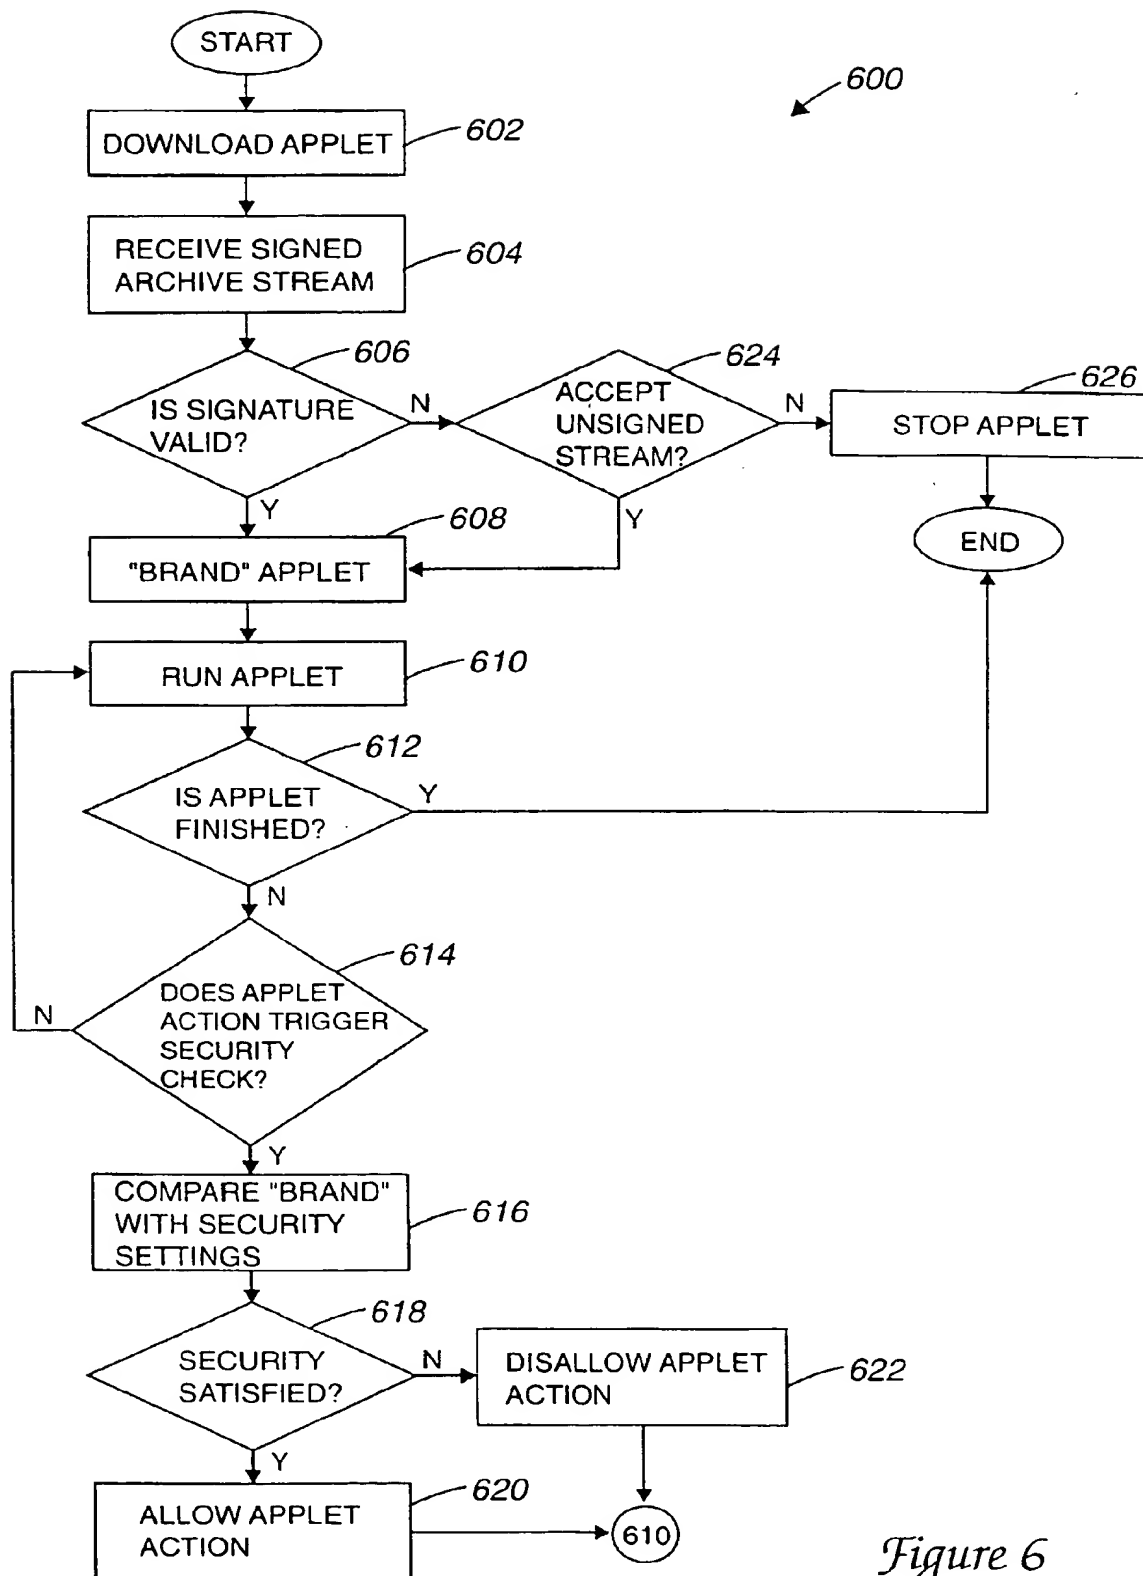 START
600
DOWNLOAD APPLET
602
RECEIVE SIGNED
ARCHIVE STREAM
604
606
IS SIGNATURE
VALID?
N
Y
624
ACCEPT
UNSIGNED
STREAM?
N
Y
626
STOP APPLET
END
608
"BRAND" APPLET
RUN APPLET
610
612
IS APPLET
FINISHED?
Y
N
614
DOES APPLET
ACTION TRIGGER
SECURITY
CHECK?
N
Y
COMPARE "BRAND"
WITH SECURITY
SETTINGS
616
618
SECURITY
SATISFIED?
N
Y
DISALLOW APPLET
ACTION
622
ALLOW APPLET
ACTION
620
610
Figure 6